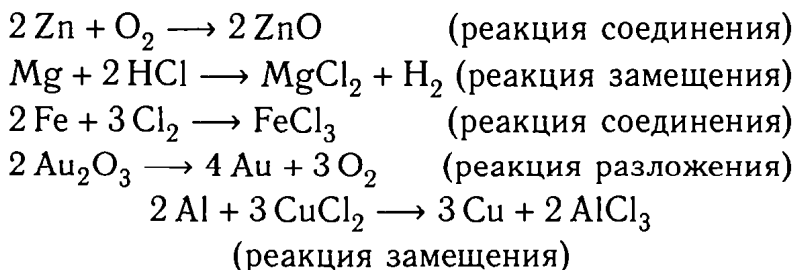 2 Zn + O₂ ⟶ 2 ZnO (реакция соединения)
Mg + 2 HCl ⟶ MgCl₂ + H₂ (реакция замещения)
2 Fe + 3 Cl₂ ⟶ FeCl₃ (реакция соединения)
2 Au₂O₃ ⟶ 4 Au + 3 O₂ (реакция разложения)
2 Al + 3 CuCl₂ ⟶ 3 Cu + 2 AlCl₃
(реакция замещения)